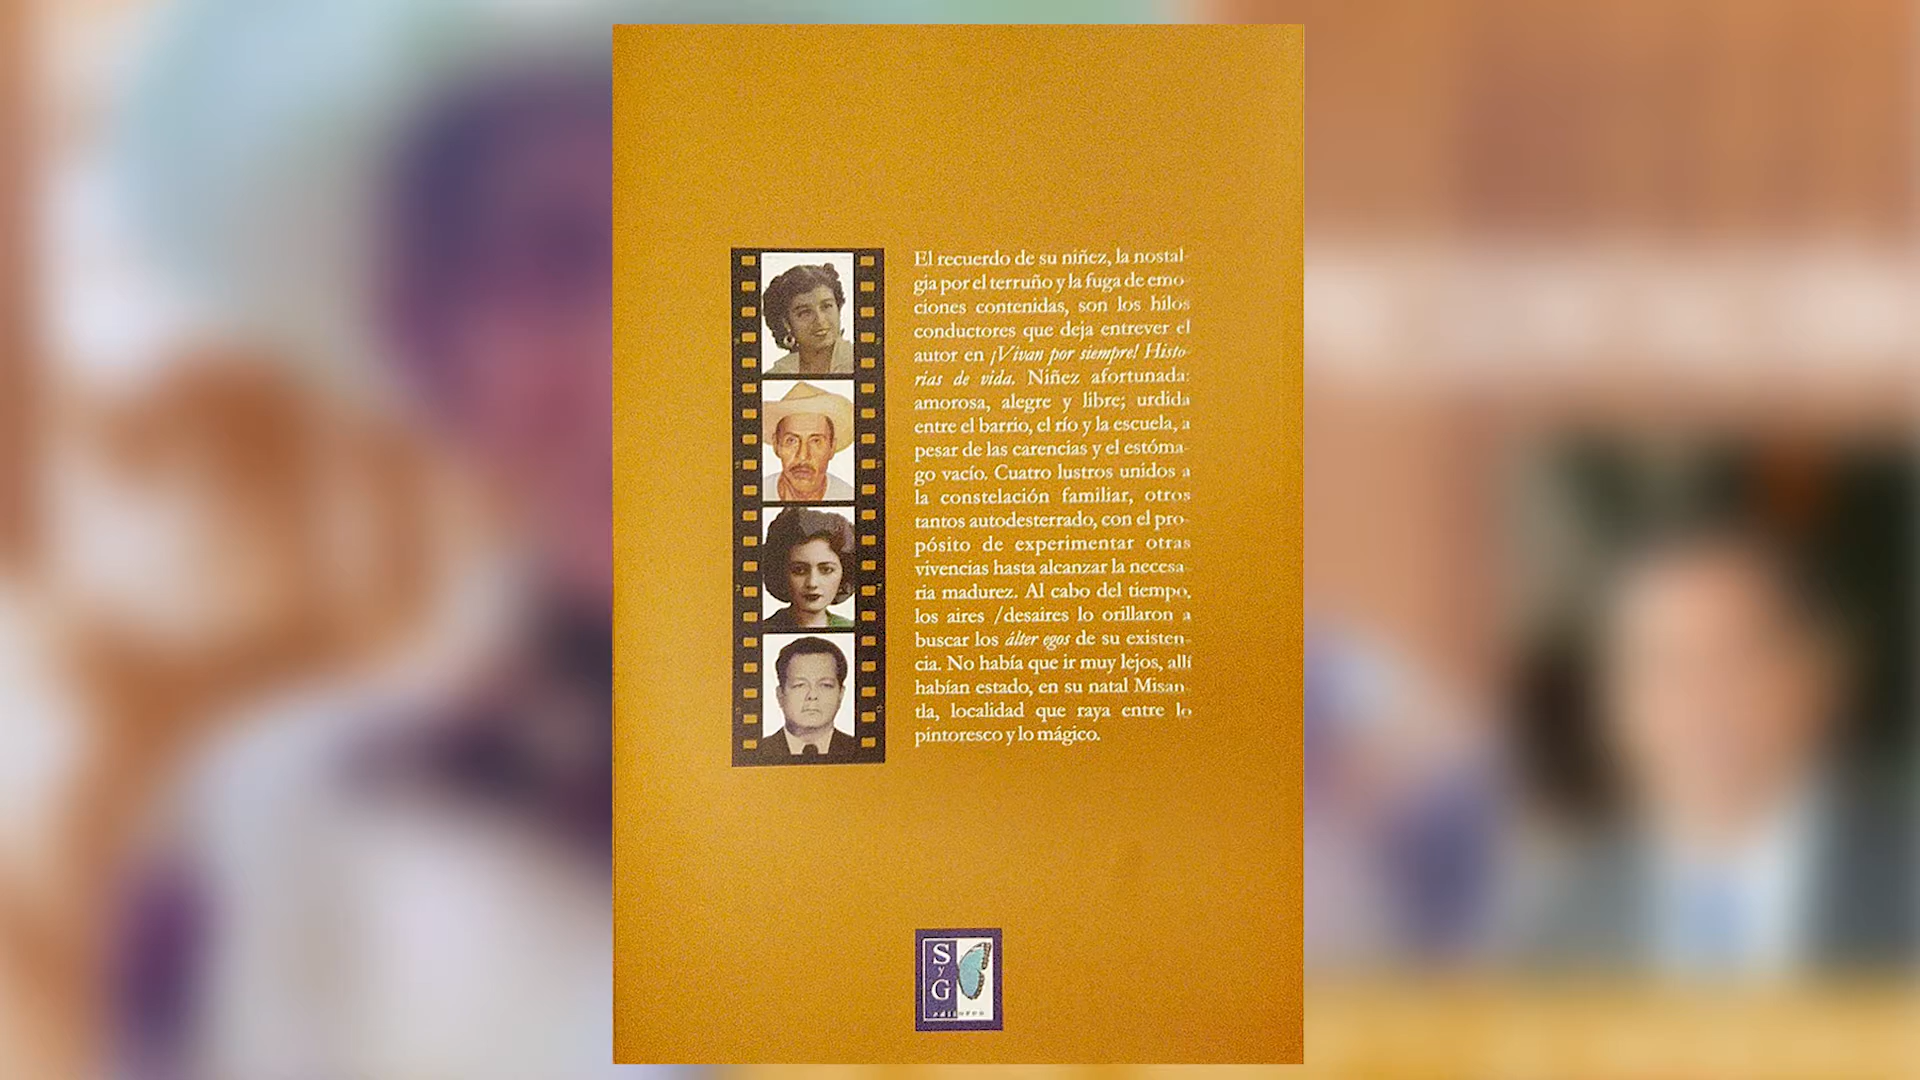 El recuerdo de su niñez, la nostal-
gia por el terruño y la fuga de emo-
ciones contenidas, son los hilos
conductores que deja entrever el
autor en ¡Vivan por siempre! Histo-
rias de vida. Niñez afortunada:
amorosa, alegre y libre; urdida
entre el barrio, el río y la escuela, a
pesar de las carencias y el estóma-
go vacío. Cuatro lustros unidos a
la constelación familiar, otros
tantos autodesterrado, con el pro-
pósito de experimentar otras
vivencias hasta alcanzar la necesa-
ria madurez. Al cabo del tiempo,
los aires /desaires lo orillaron a
buscar los álter egos de su existen-
cia. No había que ir muy lejos, allí
habían estado, en su natal Misan-
tla, localidad que raya entre lo
pintoresco y lo mágico.
S
y
G
editores